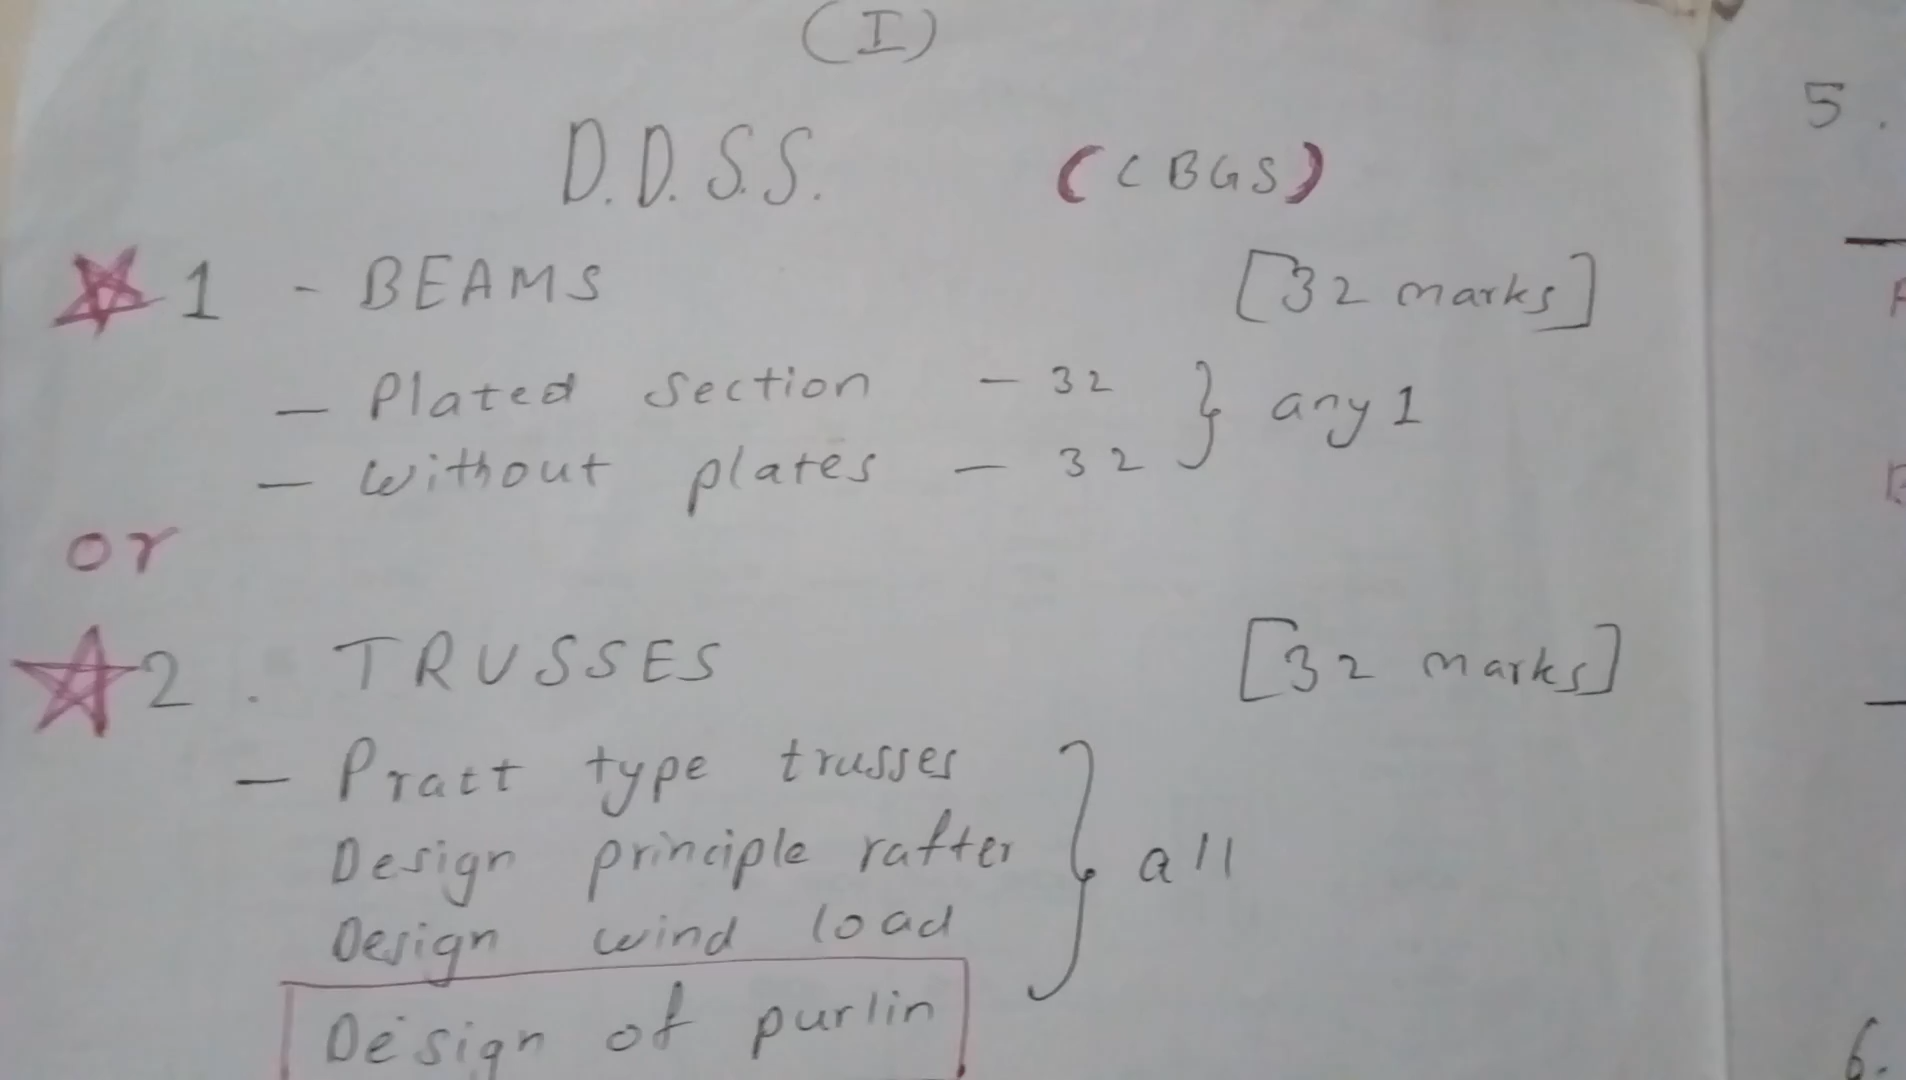 (I)
D.D.S.S. (CBGS)
1 - BEAMS [32 marks]
- Plated section - 32 } any 1
- without plates - 32
or
2. TRUSSES [32 marks]
- Pratt type trusses
Design principle rafter } all
Design wind load
Design of purlin
5.
6.